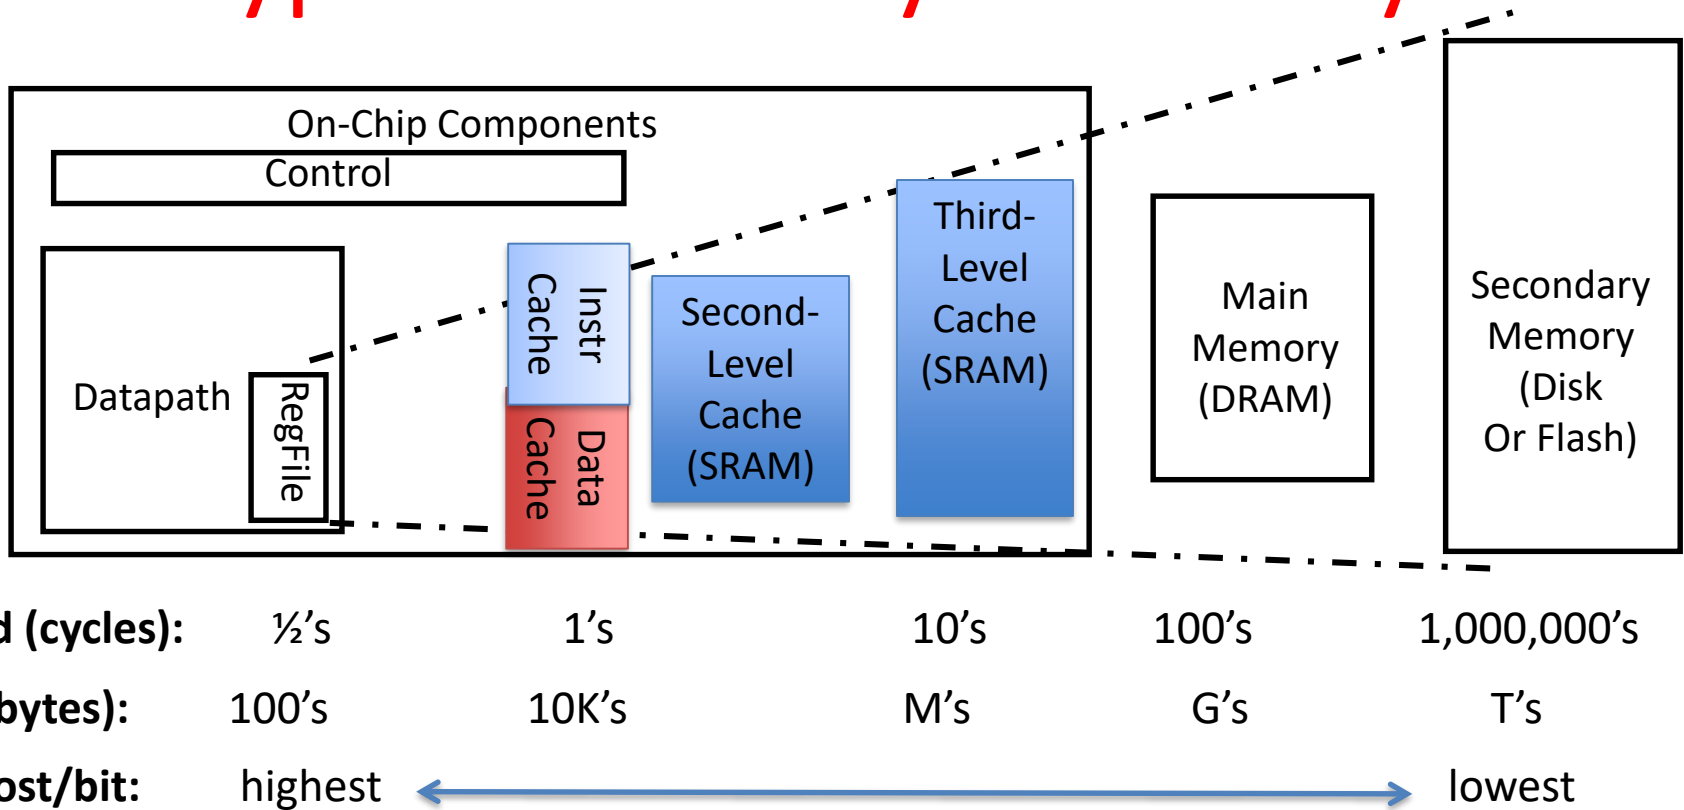 On-Chip Components
Control
Datapath
RegFile
Instr
Cache
Data
Cache
Second-
Level
Cache
(SRAM)
Third-
Level
Cache
(SRAM)
Main
Memory
(DRAM)
Secondary
Memory
(Disk
Or Flash)
(cycles): ½'s 1's 10's 100's 1,000,000's
bytes): 100's 10K's M's G's T's
ost/bit: highest lowest